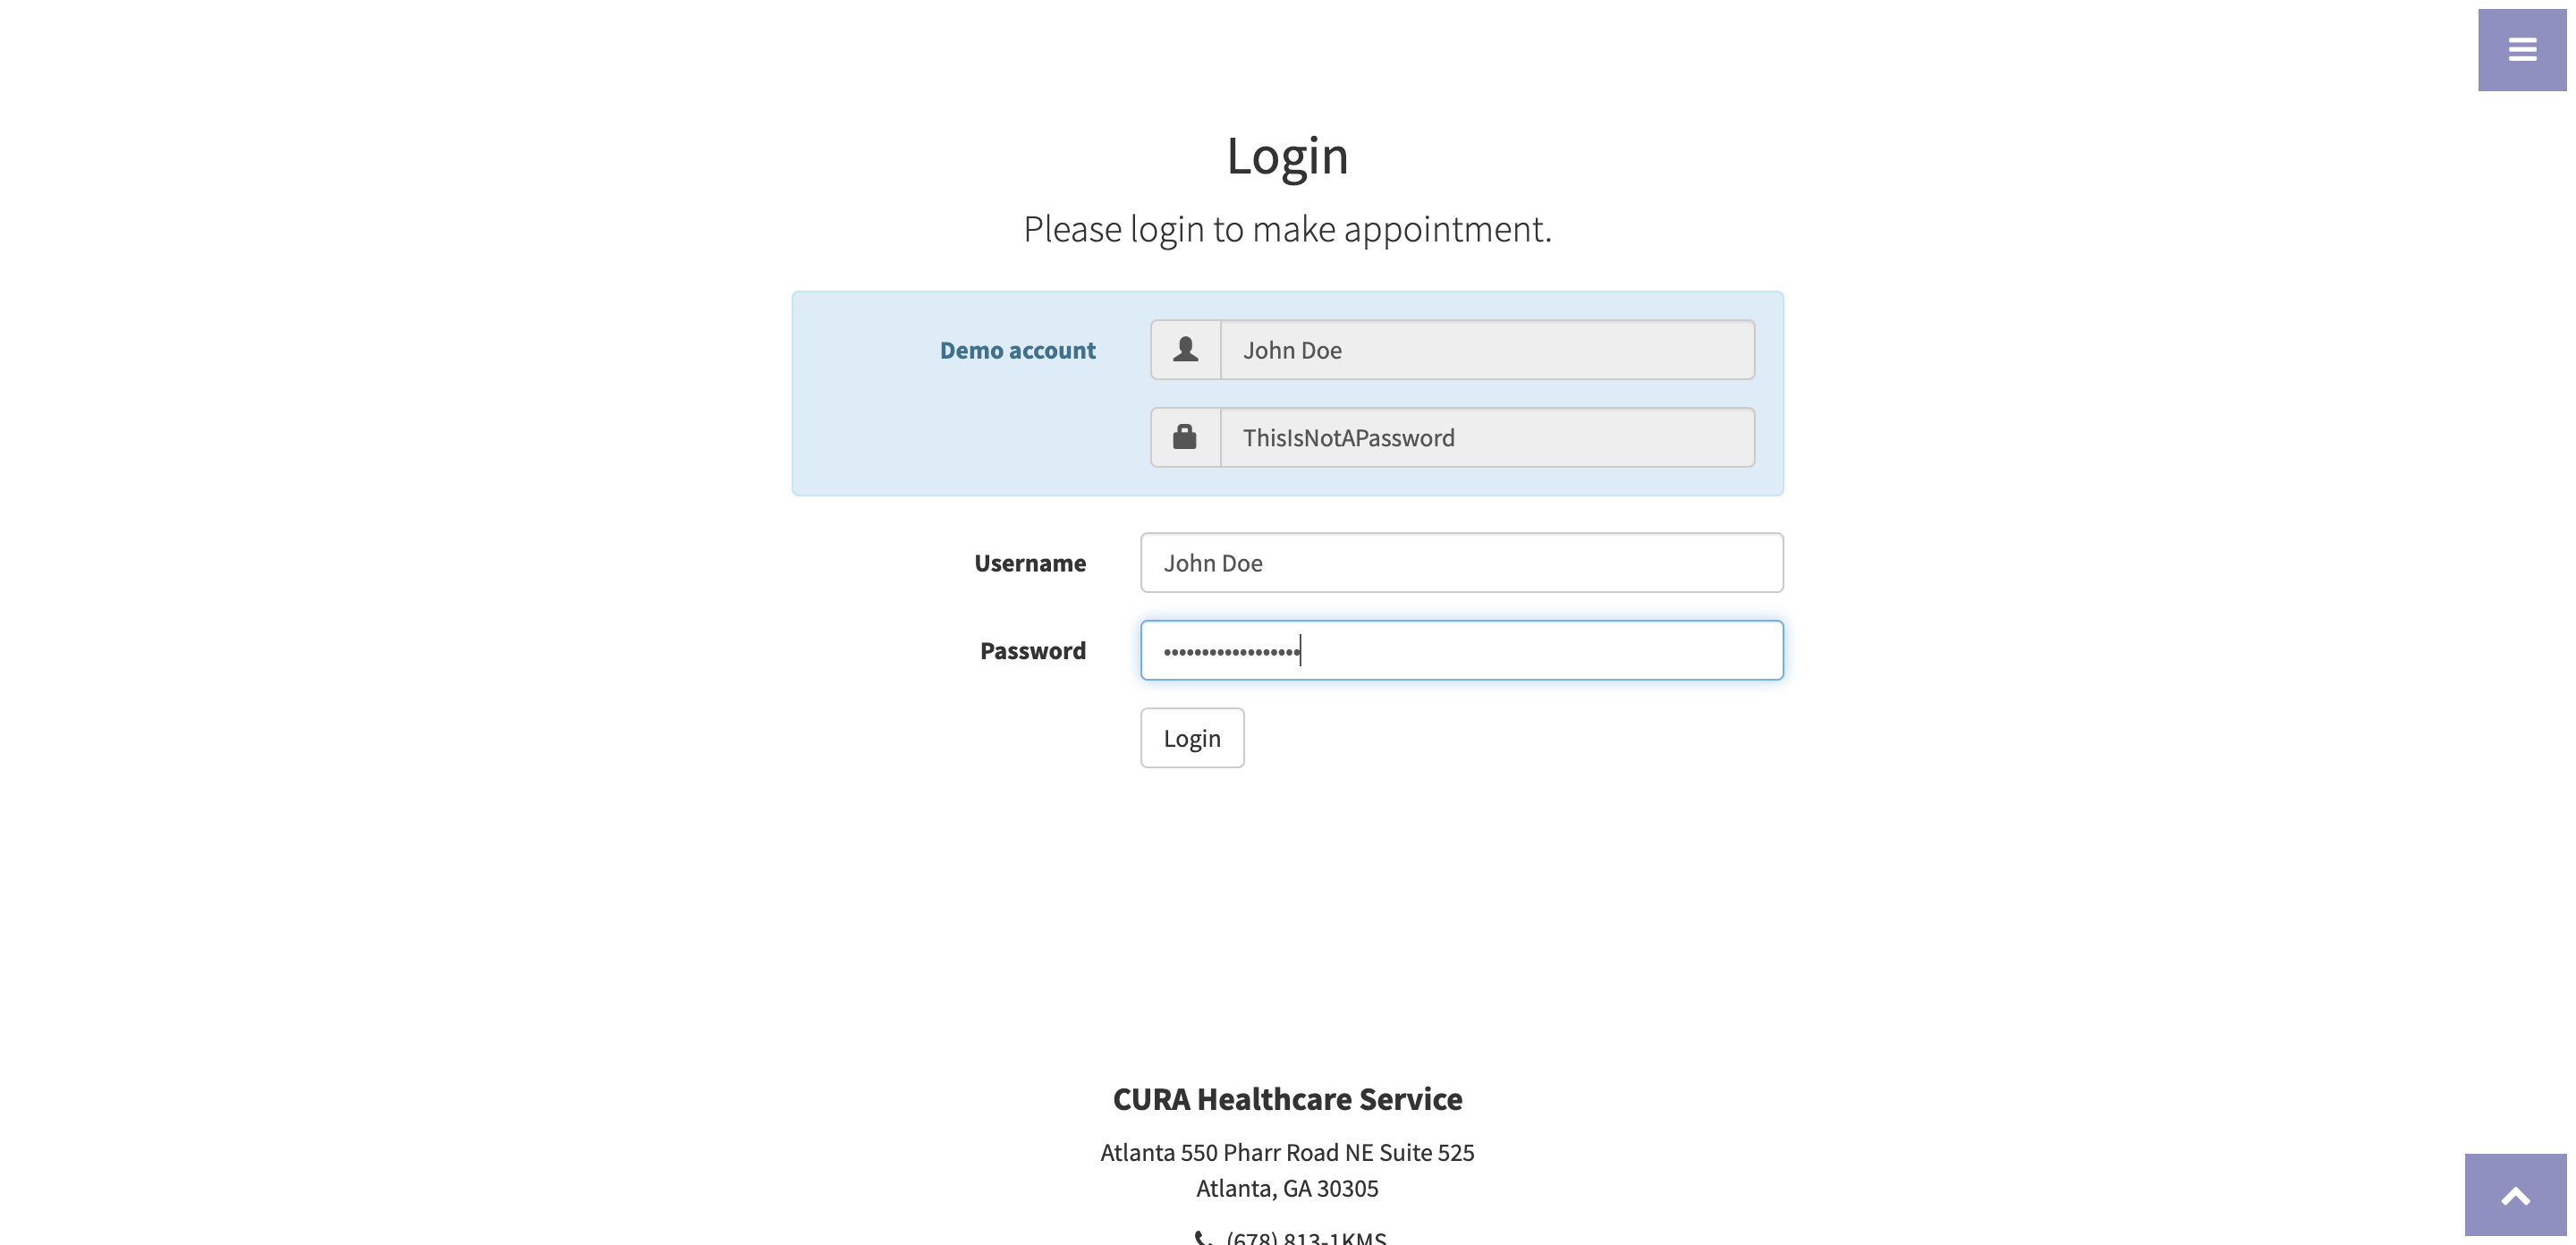 Login
Please login to make appointment.
Demo account
John Doe
ThisIsNotAPassword
Username
John Doe
Password
••••••••••••••••••
Login
CURA Healthcare Service
Atlanta 550 Pharr Road NE Suite 525
Atlanta, GA 30305
(678) 813-1KMS